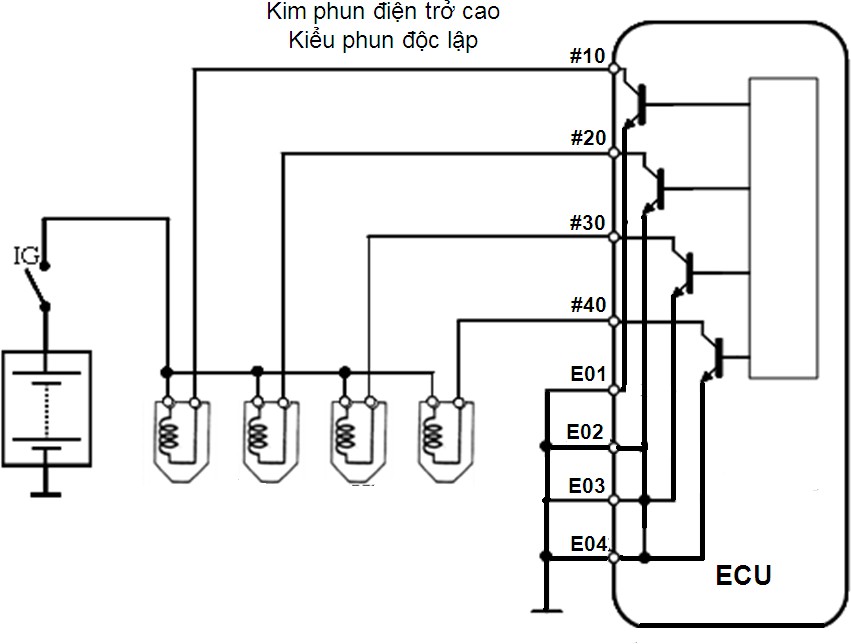 Kim phun điện trở cao
Kiểu phun độc lập
#10
#20
#30
IG
#40
E01
E02
E03
E04
ECU